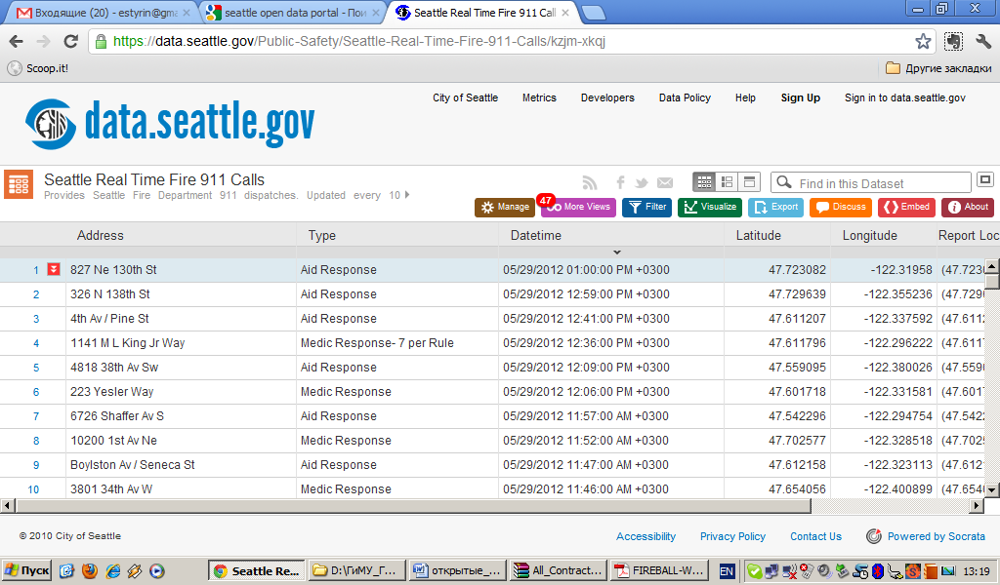 Входящие (20) - estyrin@gma
seattle open data portal - Пои
Seattle Real Time Fire 911 Call
https://data.seattle.gov/Public-Safety/Seattle-Real-Time-Fire-911-Calls/kzjm-xkqj
Scoop.it!
Другие закладки
City of Seattle Metrics Developers Data Policy Help Sign Up Sign in to data.seattle.gov
data.seattle.gov
Seattle Real Time Fire 911 Calls
Provides Seattle Fire Department 911 dispatches. Updated every 10
Find in this Dataset
Manage 47 More Views Filter Visualize Export Discuss Embed About
Address Type Datetime Latitude Longitude Report Loc
1 827 Ne 130th St Aid Response 05/29/2012 01:00:00 PM +0300 47.723082 -122.31958 (47.7230
2 326 N 138th St Aid Response 05/29/2012 12:59:00 PM +0300 47.729639 -122.355236 (47.7296
3 4th Av / Pine St Aid Response 05/29/2012 12:41:00 PM +0300 47.611207 -122.337592 (47.6112
4 1141 M L King Jr Way Medic Response- 7 per Rule 05/29/2012 12:36:00 PM +0300 47.611796 -122.296222 (47.6117
5 4818 38th Av Sw Aid Response 05/29/2012 12:09:00 PM +0300 47.559095 -122.380026 (47.5590
6 223 Yesler Way Medic Response 05/29/2012 12:06:00 PM +0300 47.601718 -122.331581 (47.6017
7 6726 Shaffer Av S Aid Response 05/29/2012 11:57:00 AM +0300 47.542296 -122.294754 (47.5422
8 10200 1st Av Ne Medic Response 05/29/2012 11:52:00 AM +0300 47.702577 -122.328518 (47.7025
9 Boylston Av / Seneca St Aid Response 05/29/2012 11:47:00 AM +0300 47.612158 -122.323113 (47.6121
10 3801 34th Av W Medic Response 05/29/2012 11:46:00 AM +0300 47.654056 -122.400899 (47.6540
© 2010 City of Seattle
Accessibility Privacy Policy Contact Us Powered by Socrata
Пуск Seattle Re... D:\ГиМУ_Г... открытые_... All_Contract... FIREBALL-W... EN 13:19